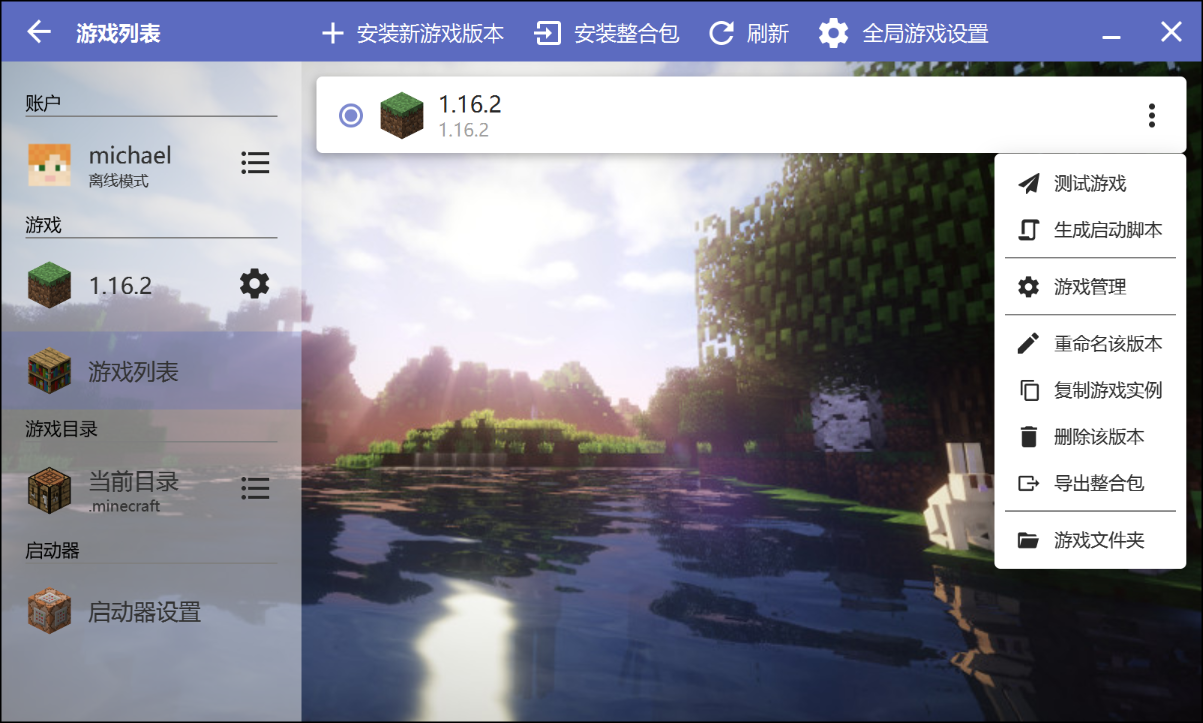 游戏列表
安装新游戏版本
安装整合包
刷新
全局游戏设置
账户
michael
离线模式
游戏
1.16.2
游戏列表
游戏目录
当前目录
.minecraft
启动器
启动器设置
1.16.2
1.16.2
测试游戏
生成启动脚本
游戏管理
重命名该版本
复制游戏实例
删除该版本
导出整合包
游戏文件夹